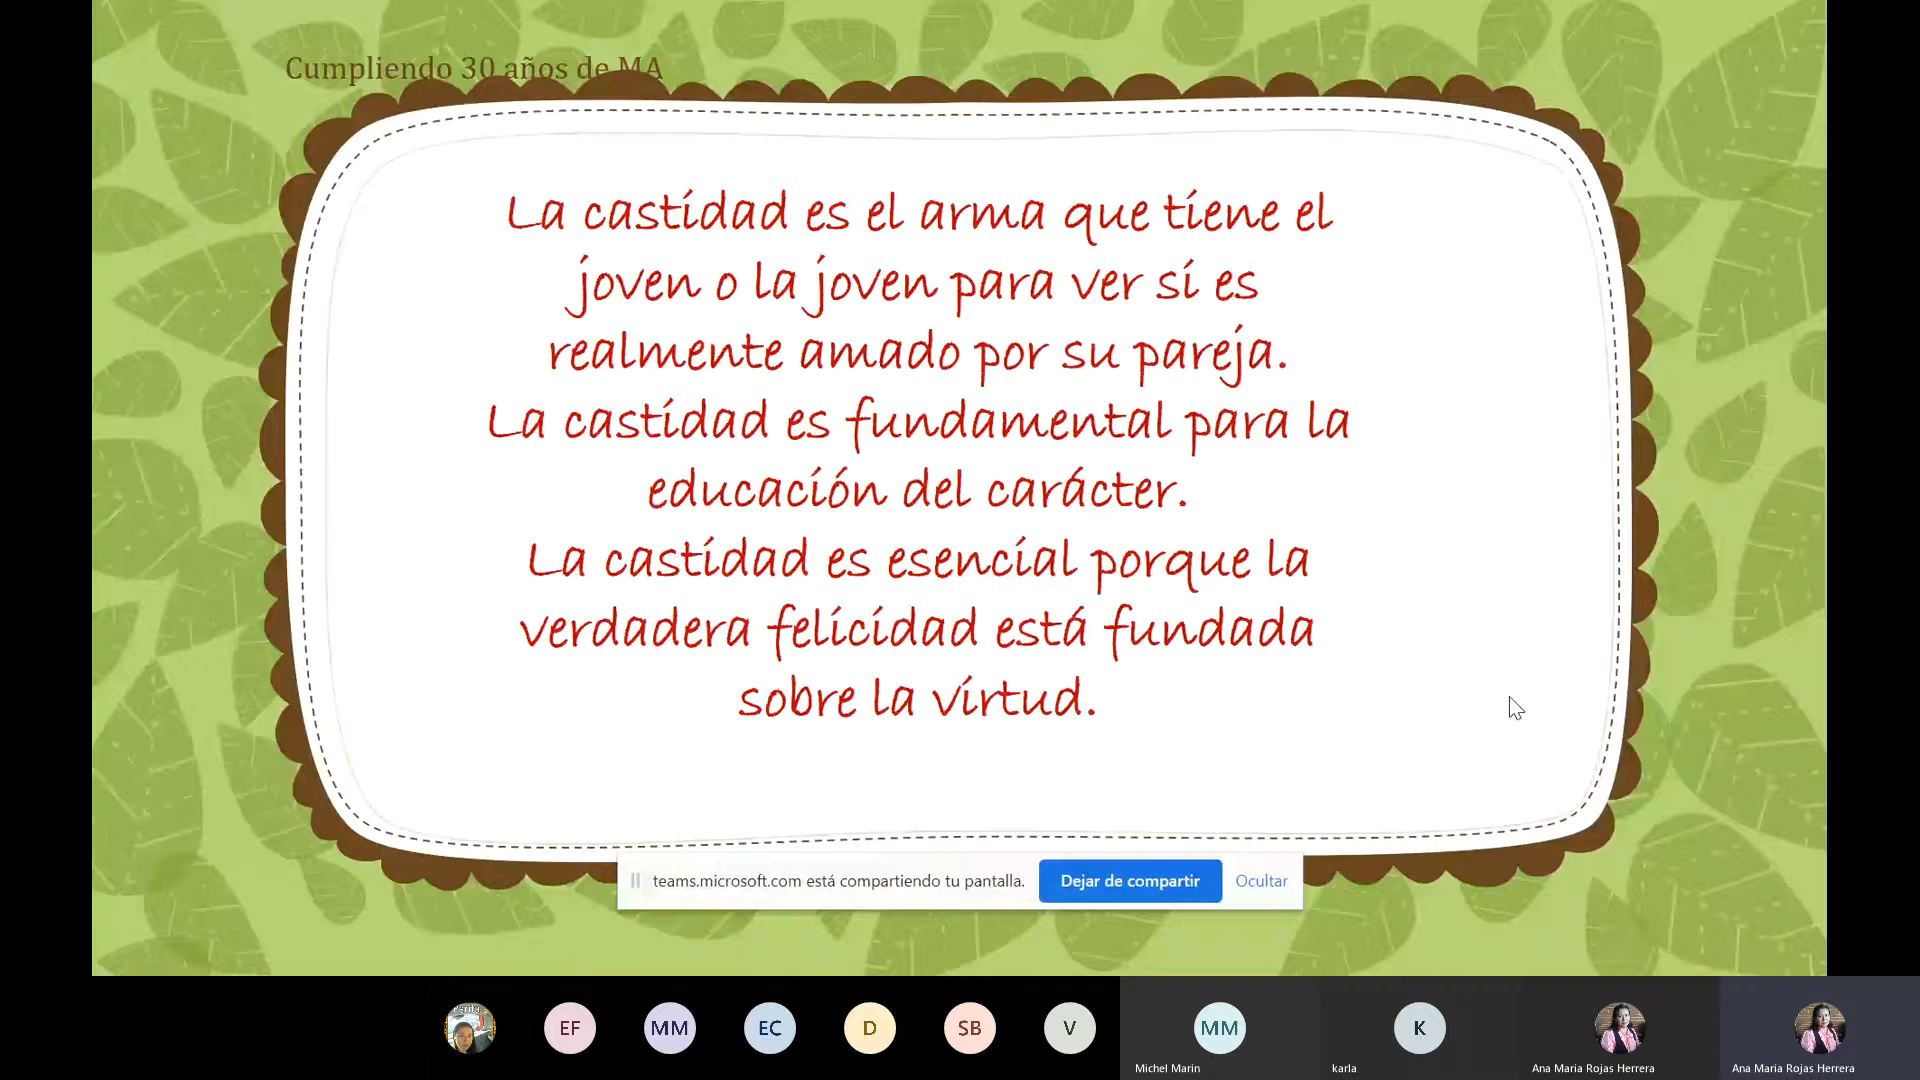 Cumpliendo 30 años de MA
La castidad es el arma que tiene el
joven o la joven para ver si es
realmente amado por su pareja.
La castidad es fundamental para la
educación del carácter.
La castidad es esencial porque la
verdadera felicidad está fundada
sobre la virtud.
teams.microsoft.com está compartiendo tu pantalla. Dejar de compartir Ocultar
EF MM EC D SB V MM K
Michel Marin karla Ana Maria Rojas Herrera Ana Maria Rojas Herrera